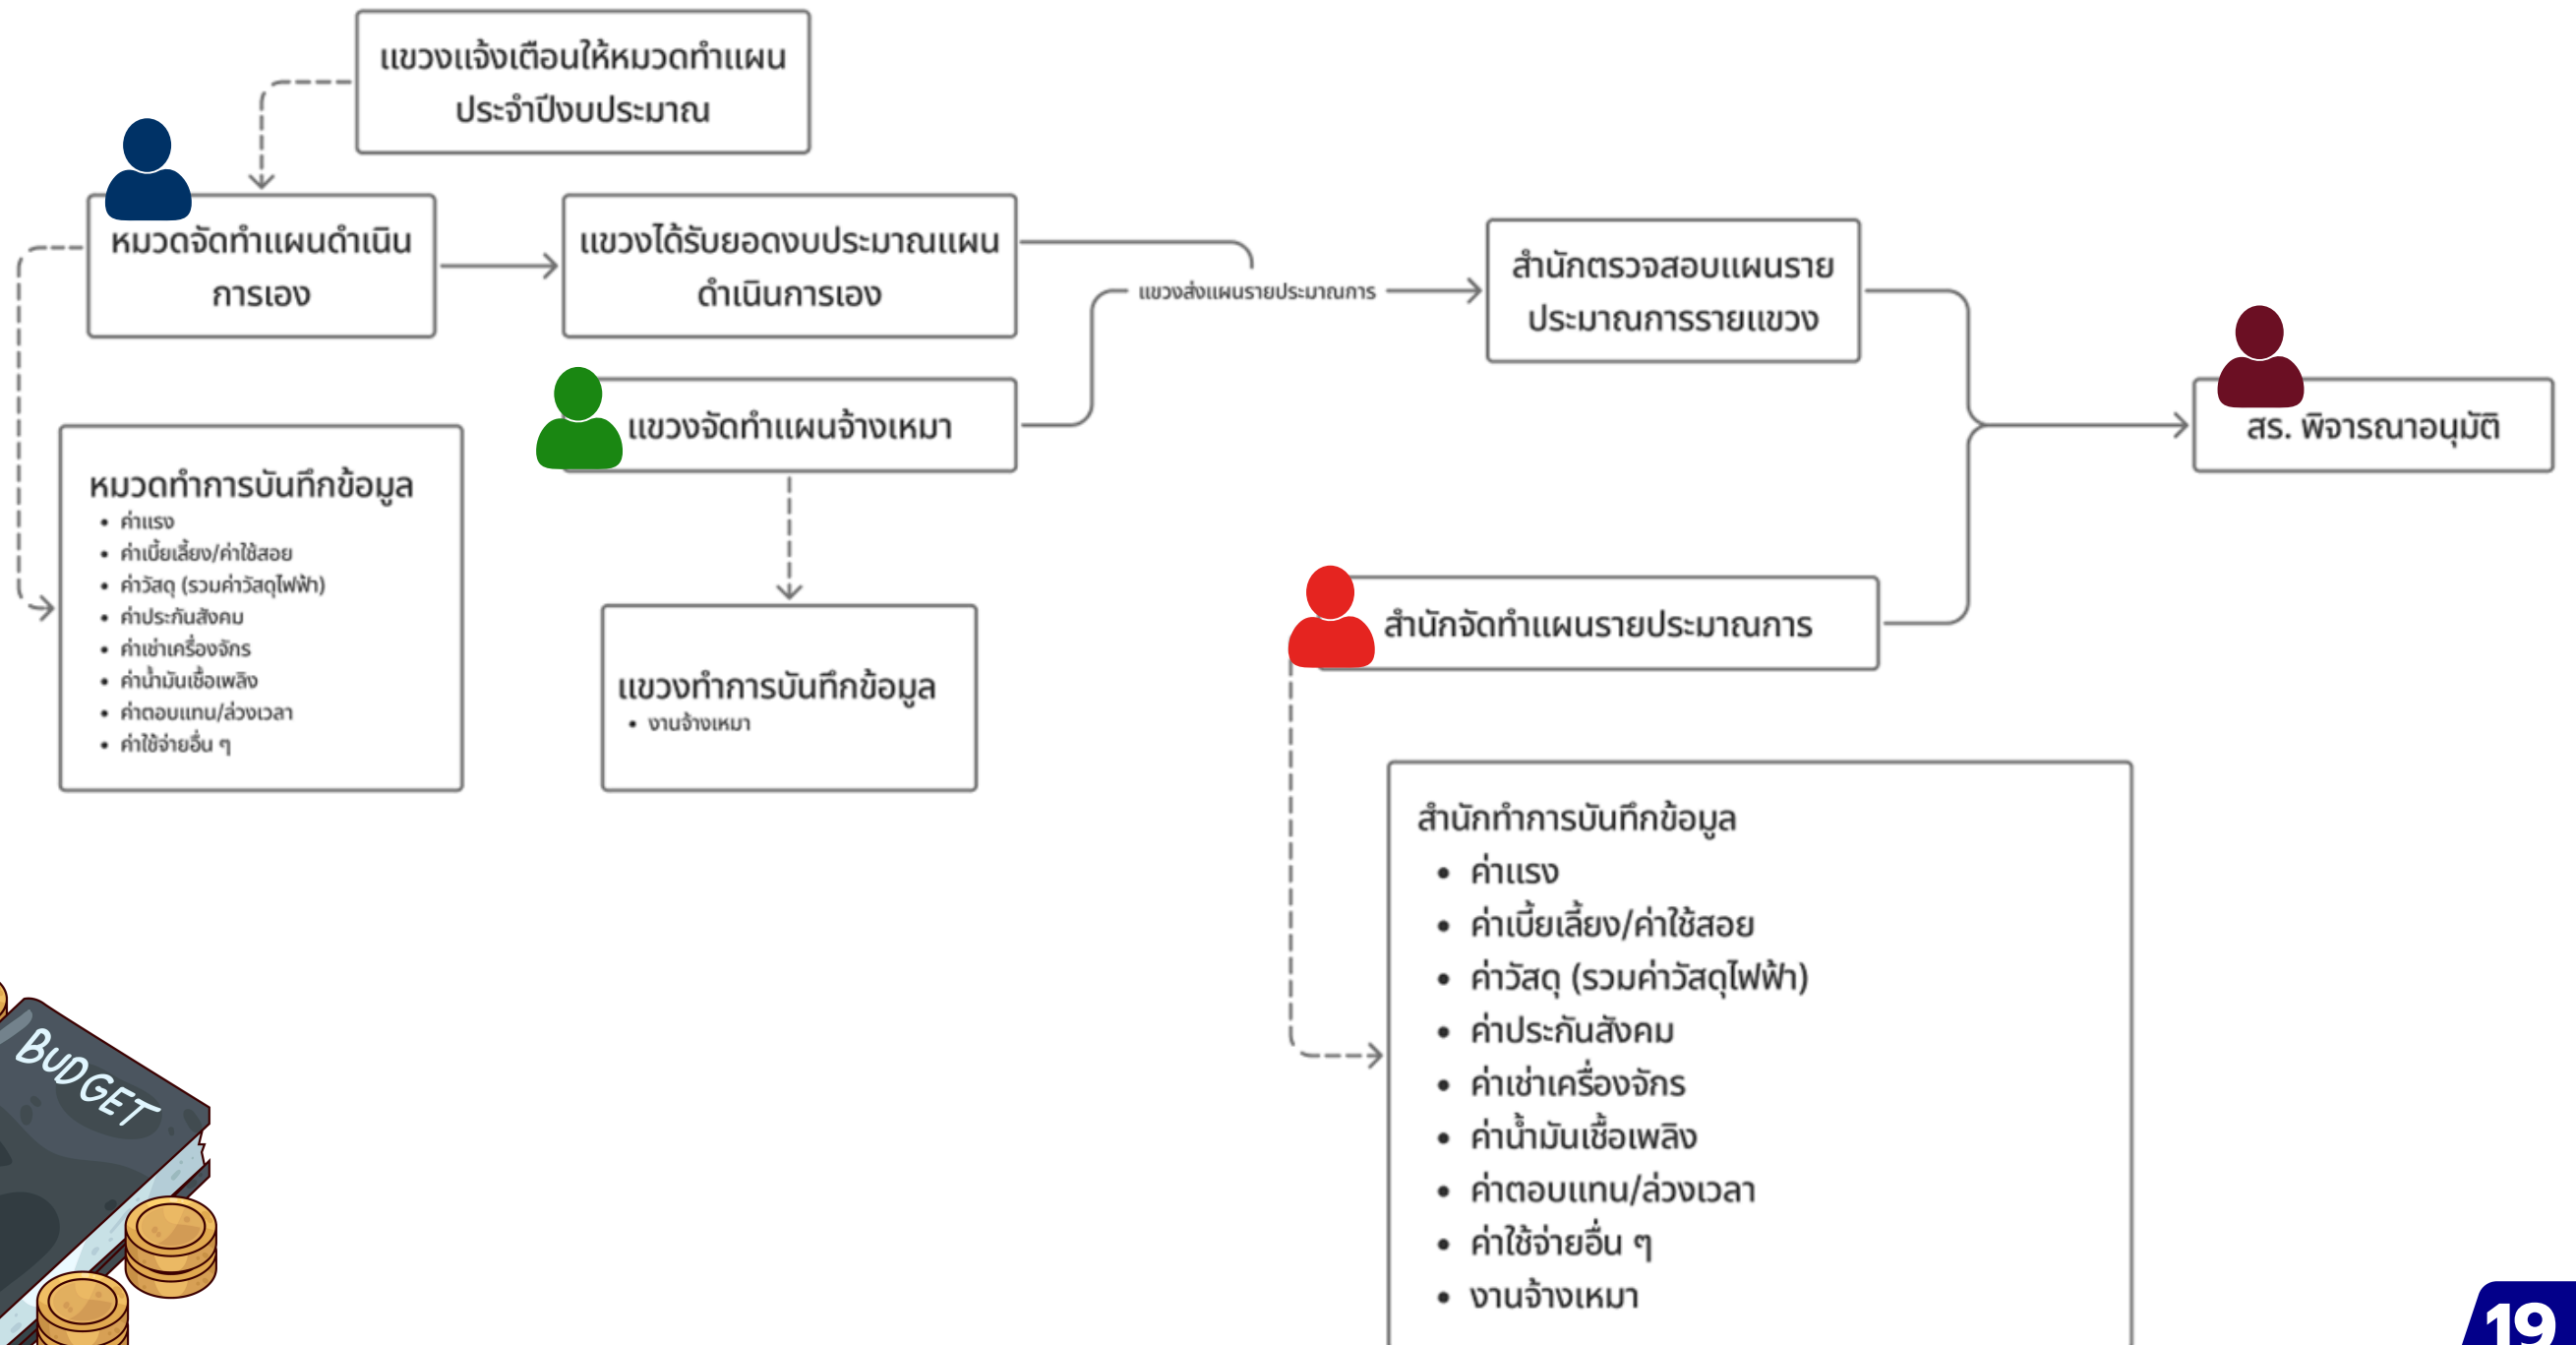 แขวงแจ้งเตือนให้หมวดทำแผน
ประจำปีงบประมาณ
หมวดจัดทำแผนดำเนิน
การเอง
แขวงได้รับยอดงบประมาณแผน
ดำเนินการเอง
แขวงส่งแผนรายประมาณการ
สำนักตรวจสอบแผนราย
ประมาณการรายแขวง
แขวงจัดทำแผนจ้างเหมา
สร. พิจารณาอนุมัติ
หมวดทำการบันทึกข้อมูล
• ค่าแรง
• ค่าเบี้ยเลี้ยง/ค่าใช้สอย
• ค่าวัสดุ (รวมค่าวัสดุไฟฟ้า)
• ค่าประกันสังคม
• ค่าเช่าเครื่องจักร
• ค่าน้ำมันเชื้อเพลิง
• ค่าตอบแทน/ล่วงเวลา
• ค่าใช้จ่ายอื่น ๆ
แขวงทำการบันทึกข้อมูล
• งานจ้างเหมา
สำนักจัดทำแผนรายประมาณการ
สำนักทำการบันทึกข้อมูล
• ค่าแรง
• ค่าเบี้ยเลี้ยง/ค่าใช้สอย
• ค่าวัสดุ (รวมค่าวัสดุไฟฟ้า)
• ค่าประกันสังคม
• ค่าเช่าเครื่องจักร
• ค่าน้ำมันเชื้อเพลิง
• ค่าตอบแทน/ล่วงเวลา
• ค่าใช้จ่ายอื่น ๆ
• งานจ้างเหมา
BUDGET
19